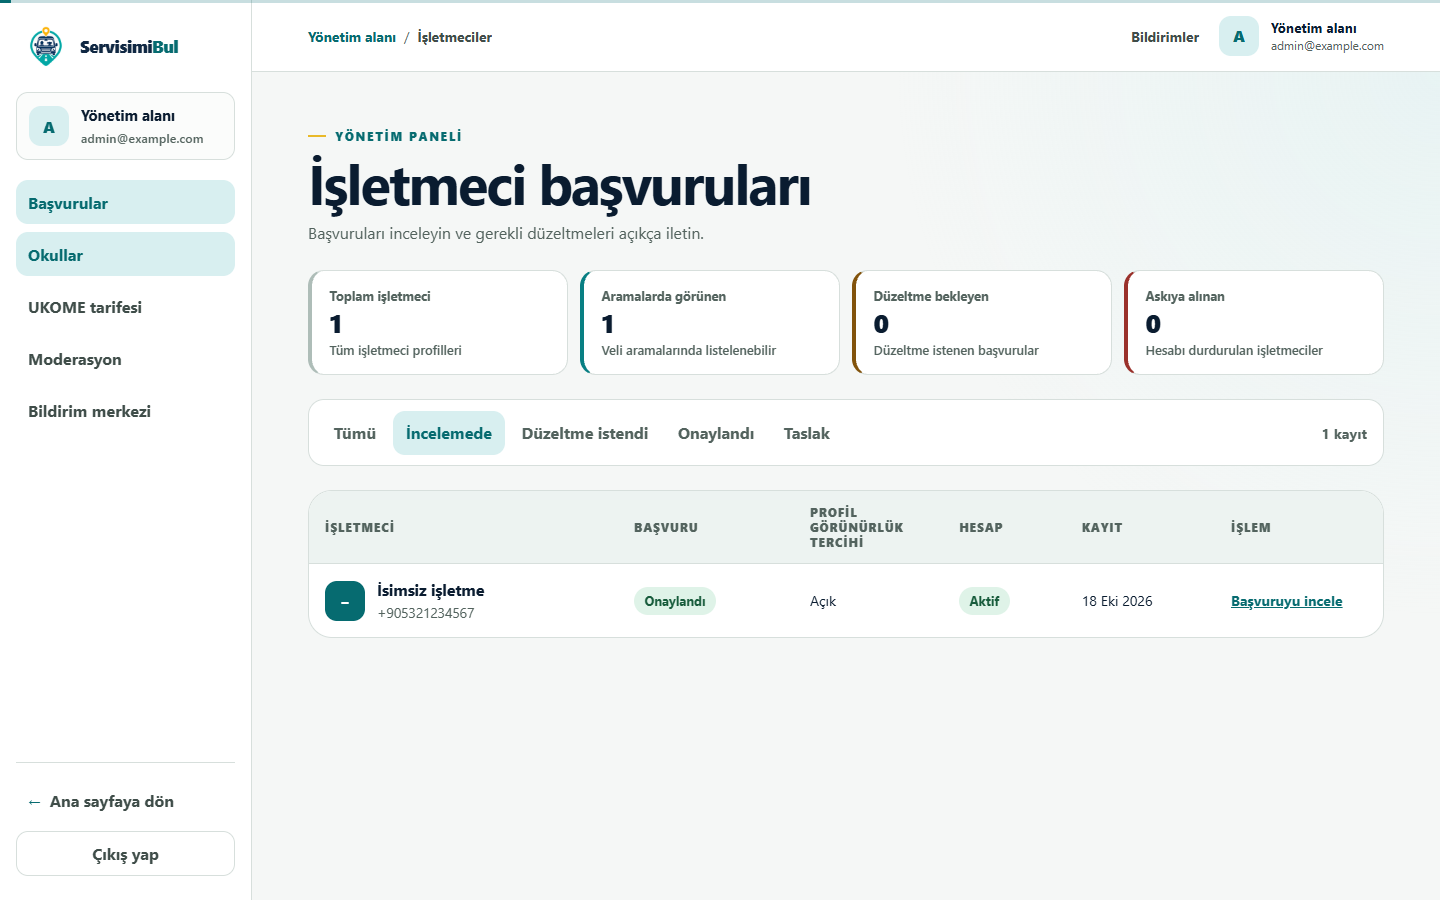 ServisimiBul
A
Yönetim alanı
admin@example.com
Başvurular
Okullar
UKOME tarifesi
Moderasyon
Bildirim merkezi
← Ana sayfaya dön
Çıkış yap
Yönetim alanı / İşletmeciler
Bildirimler
A
Yönetim alanı
admin@example.com
YÖNETİM PANELİ
İşletmeci başvuruları
Başvuruları inceleyin ve gerekli düzeltmeleri açıkça iletin.
Toplam işletmeci
1
Tüm işletmeci profilleri
Aramalarda görünen
1
Veli aramalarında listelenebilir
Düzeltme bekleyen
0
Düzeltme istenen başvurular
Askıya alınan
0
Hesabı durdurulan işletmeciler
Tümü İncelemede Düzeltme istendi Onaylandı Taslak 1 kayıt
İŞLETMECİ BAŞVURU PROFİL GÖRÜNÜRLÜK TERCİHİ HESAP KAYIT İŞLEM
– İsimsiz işletme
+905321234567
Onaylandı Açık Aktif 18 Eki 2026 Başvuruyu incele